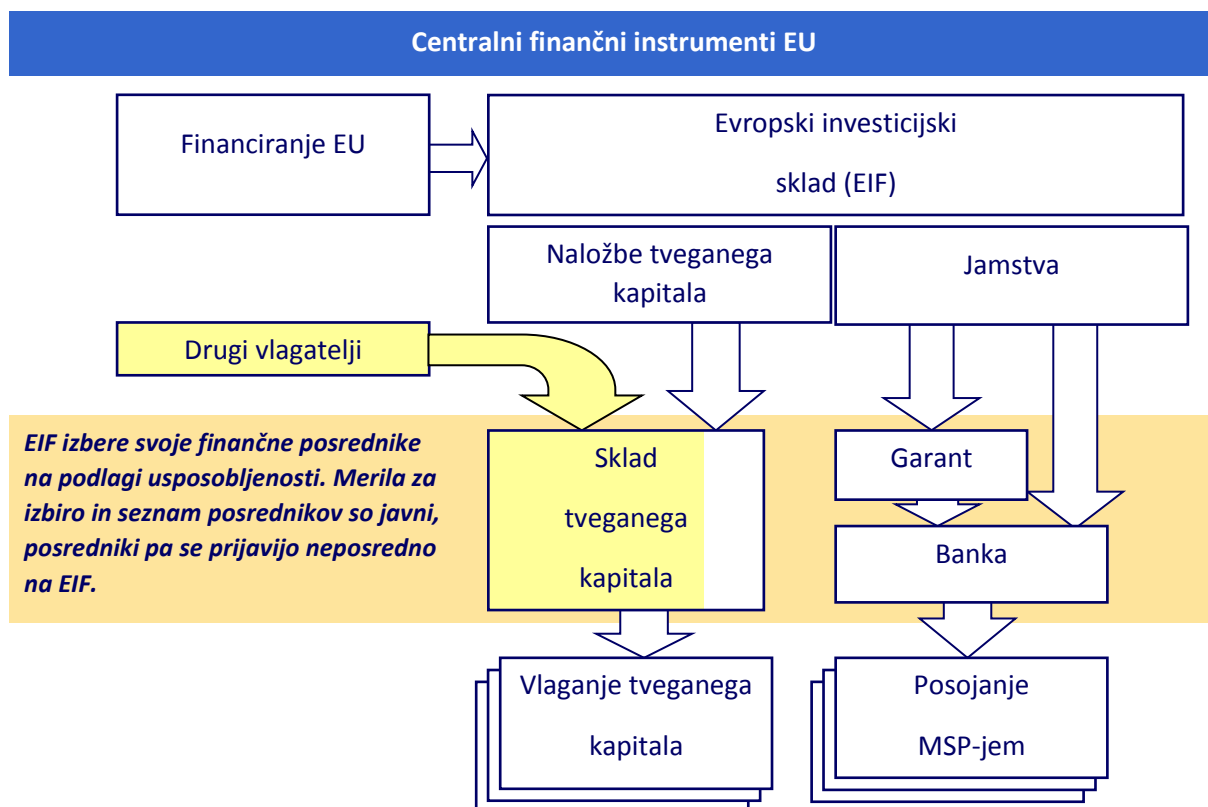 Centralni finančni instrumenti EU
Financiranje EU
Evropski investicijski
sklad (EIF)
Naložbe tveganega
kapitala
Jamstva
Drugi vlagatelji
EIF izbere svoje finančne posrednike
na podlagi usposobljenosti. Merila za
izbiro in seznam posrednikov so javni,
posredniki pa se prijavijo neposredno
na EIF.
Sklad
tveganega
kapitala
Garant
Banka
Vlaganje tveganega
kapitala
Posojanje
MSP-jem